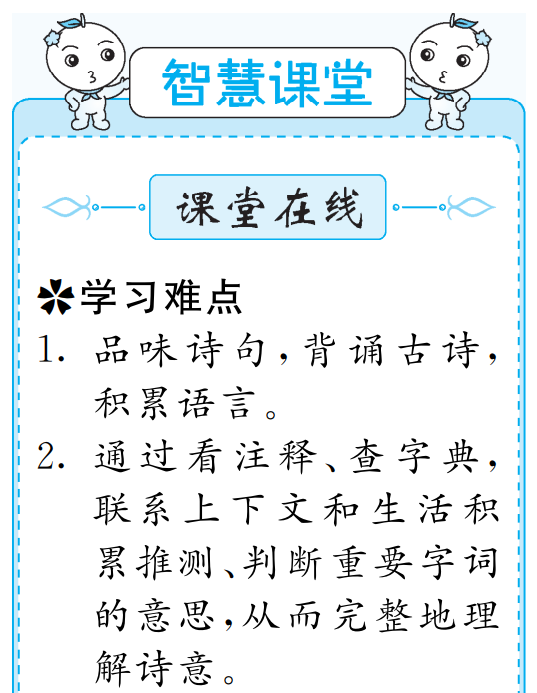 智慧课堂
课堂在线
学习难点
1. 品味诗句,背诵古诗,
积累语言。
2. 通过看注释、查字典,
联系上下文和生活积
累推测、判断重要字词
的意思,从而完整地理
解诗意。